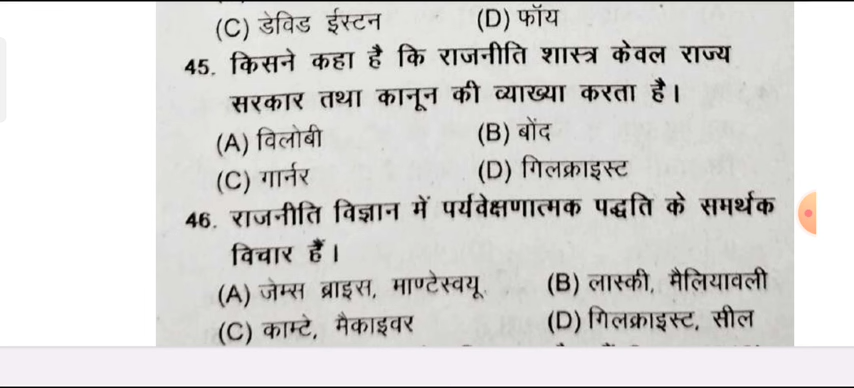 (C) डेविड ईस्टन (D) फॉय
45. किसने कहा है कि राजनीति शास्त्र केवल राज्य
सरकार तथा कानून की व्याख्या करता है।
(A) विलोबी (B) बोंद
(C) गार्नर (D) गिलक्राइस्ट
46. राजनीति विज्ञान में पर्यवेक्षणात्मक पद्धति के समर्थक
विचार हैं।
(A) जेम्स ब्राइस, माण्टेस्क्यू. (B) लास्की, मैलियावली
(C) काम्टे, मैकाइवर (D) गिलक्राइस्ट, सील